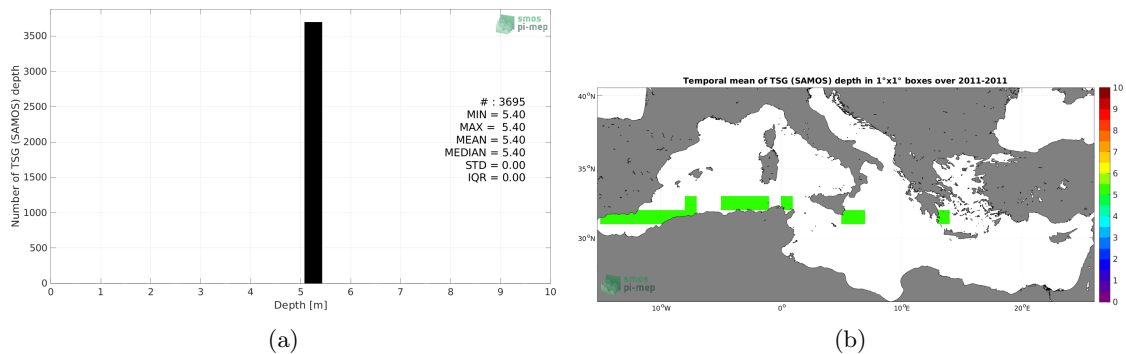 smos
pi-mep
Number of TSG (SAMOS) depth
3500
3000
2500
2000
1500
1000
500
0
# : 3695
MIN = 5.40
MAX = 5.40
MEAN = 5.40
MEDIAN = 5.40
STD = 0.00
IQR = 0.00
0 1 2 3 4 5 6 7 8 9 10
Depth [m]
(a)
Temporal mean of TSG (SAMOS) depth in 1°x1° boxes over 2011-2011
40°N
35°N
30°N
10°W 0° 10°E 20°E
smos
pi-mep
10
9
8
7
6
5
4
3
2
1
0
(b)